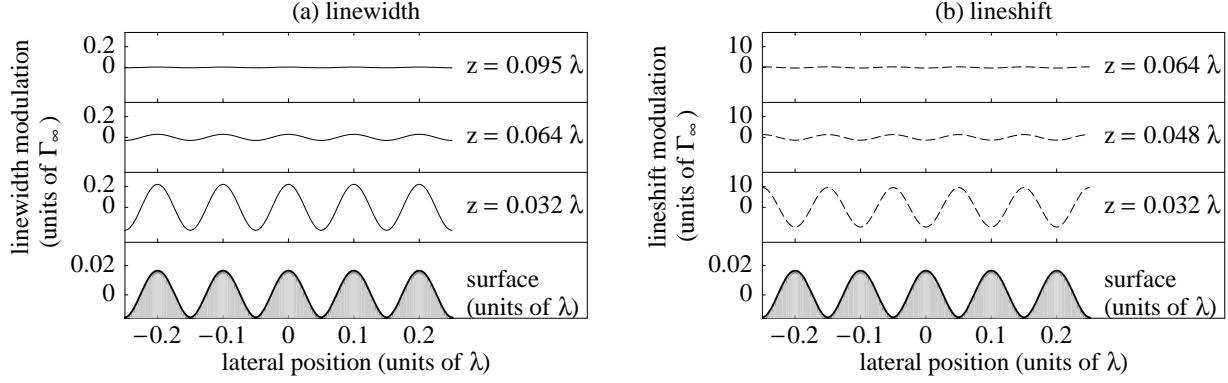 (a) linewidth
linewidth modulation
(units of Γ∞)
0.2
0
z = 0.095 λ
0.2
0
z = 0.064 λ
0.2
0
z = 0.032 λ
0.02
0
surface
(units of λ)
−0.2 −0.1 0 0.1 0.2
lateral position (units of λ)
(b) lineshift
lineshift modulation
(units of Γ∞)
10
0
z = 0.064 λ
10
0
z = 0.048 λ
10
0
z = 0.032 λ
0.02
0
surface
(units of λ)
−0.2 −0.1 0 0.1 0.2
lateral position (units of λ)